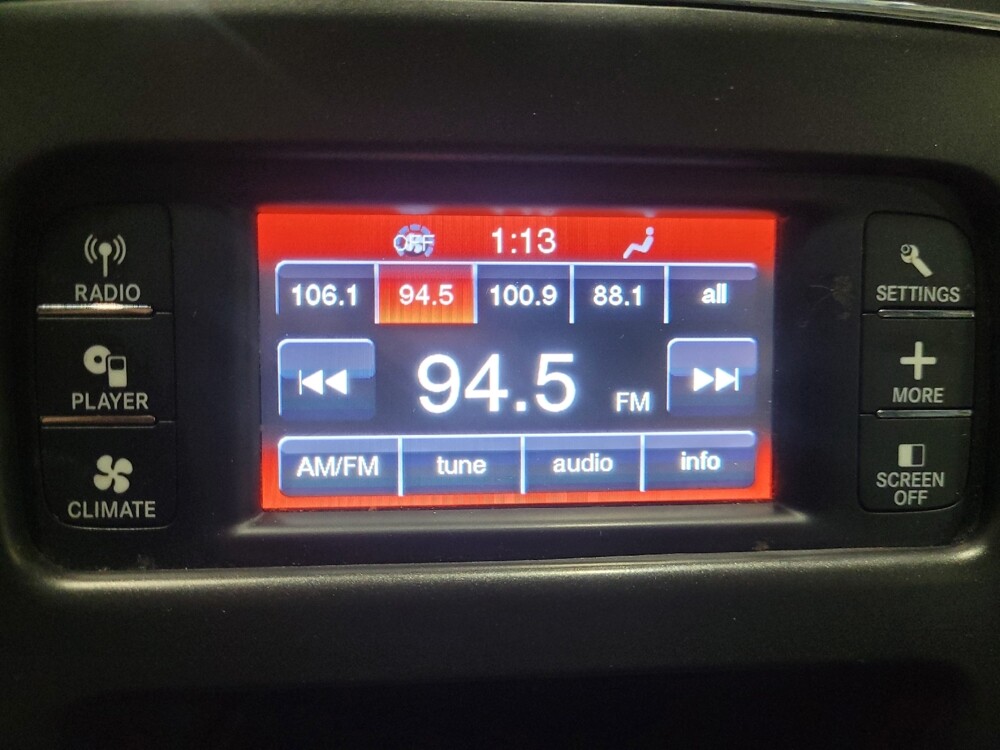 OFF 1:13
106.1 94.5 100.9 88.1 all
94.5 FM
AM/FM tune audio info
RADIO
PLAYER
CLIMATE
SETTINGS
MORE
SCREEN
OFF